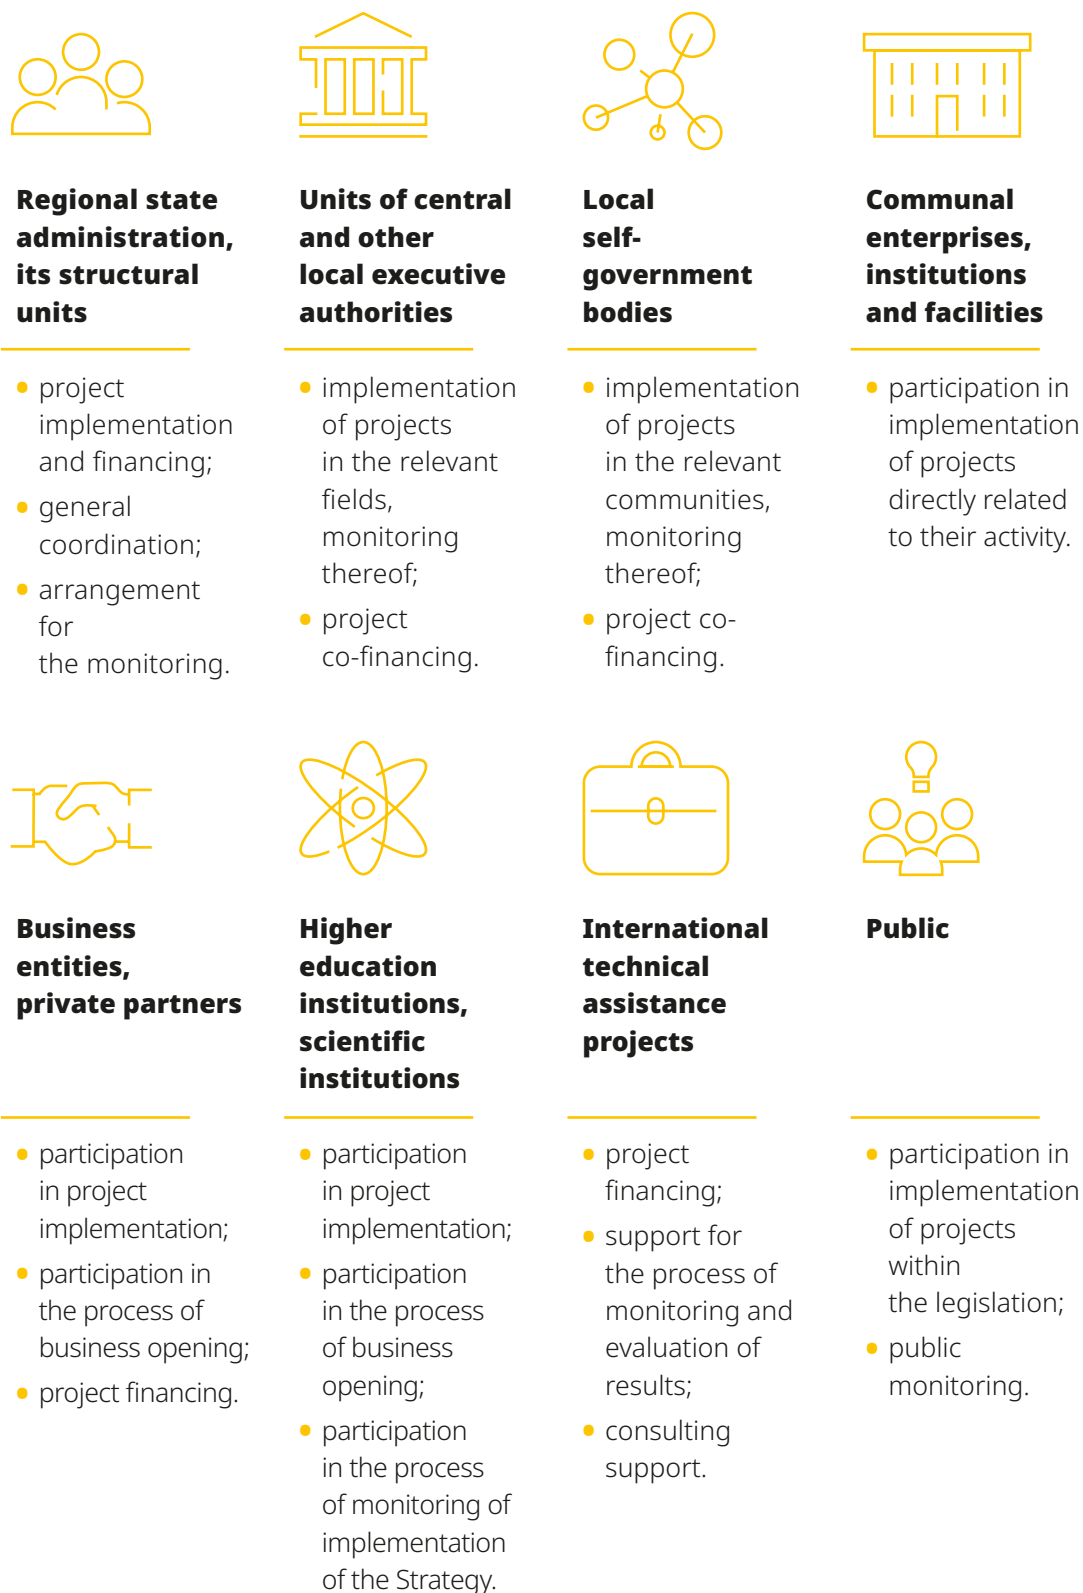 Regional state
administration,
its structural
units
project
implementation
and financing;
general
coordination;
arrangement
for
the monitoring.
Units of central
and other
local executive
authorities
implementation
of projects
in the relevant
fields,
monitoring
thereof;
project
co-financing.
Local
self-
government
bodies
implementation
of projects
in the relevant
communities,
monitoring
thereof;
project co-
financing.
Communal
enterprises,
institutions
and facilities
participation in
implementation
of projects
directly related
to their activity.
Business
entities,
private partners
participation
in project
implementation;
participation in
the process of
business opening;
project financing.
Higher
education
institutions,
scientific
institutions
participation
in project
implementation;
participation
in the process
of business
opening;
participation
in the process
of monitoring of
implementation
of the Strategy.
International
technical
assistance
projects
project
financing;
support for
the process of
monitoring and
evaluation of
results;
consulting
support.
Public
participation in
implementation
of projects
within
the legislation;
public
monitoring.